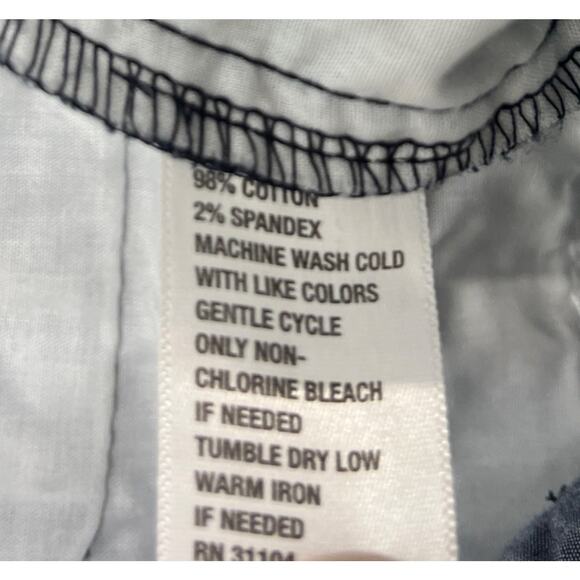 98% COTTON
2% SPANDEX
MACHINE WASH COLD
WITH LIKE COLORS
GENTLE CYCLE
ONLY NON-
CHLORINE BLEACH
IF NEEDED
TUMBLE DRY LOW
WARM IRON
IF NEEDED
RN 31104